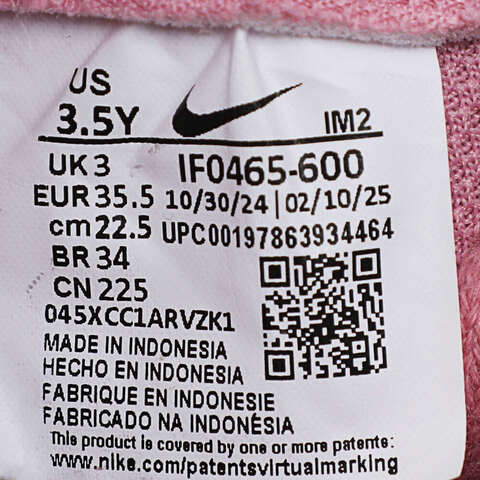 US
3.5Y IM2
UK 3 IF0465-600
EUR 35.5 10/30/24 | 02/10/25
cm 22.5 UPC00197863934464
BR 34
CN 225
045XCC1ARVZK1
MADE IN INDONESIA
HECHO EN INDONESIA
FABRIQUE EN INDONESIE
FABRICADO NA INDONÉSIA
This product is covered by one or more patents:
www.nike.com/patentsvirtualmarking